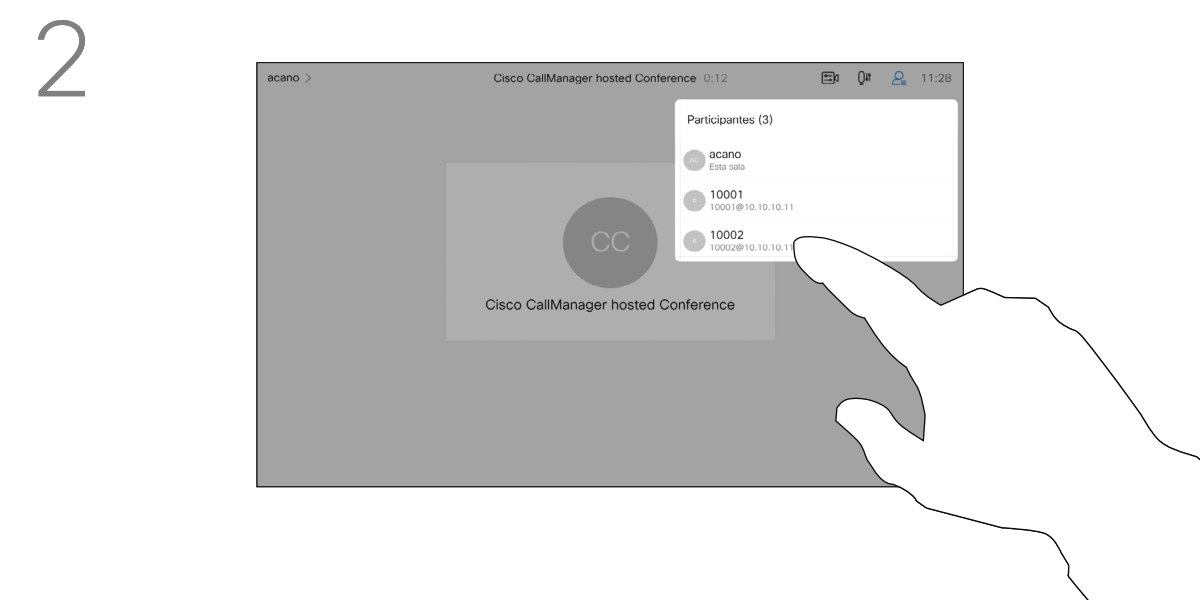 2
acano >
Cisco CallManager hosted Conference 0:12
11:28
Participantes (3)
AC
acano
Esta sala
10001
10001@10.10.10.11
10002
10002@10.10.10.11
CC
Cisco CallManager hosted Conference